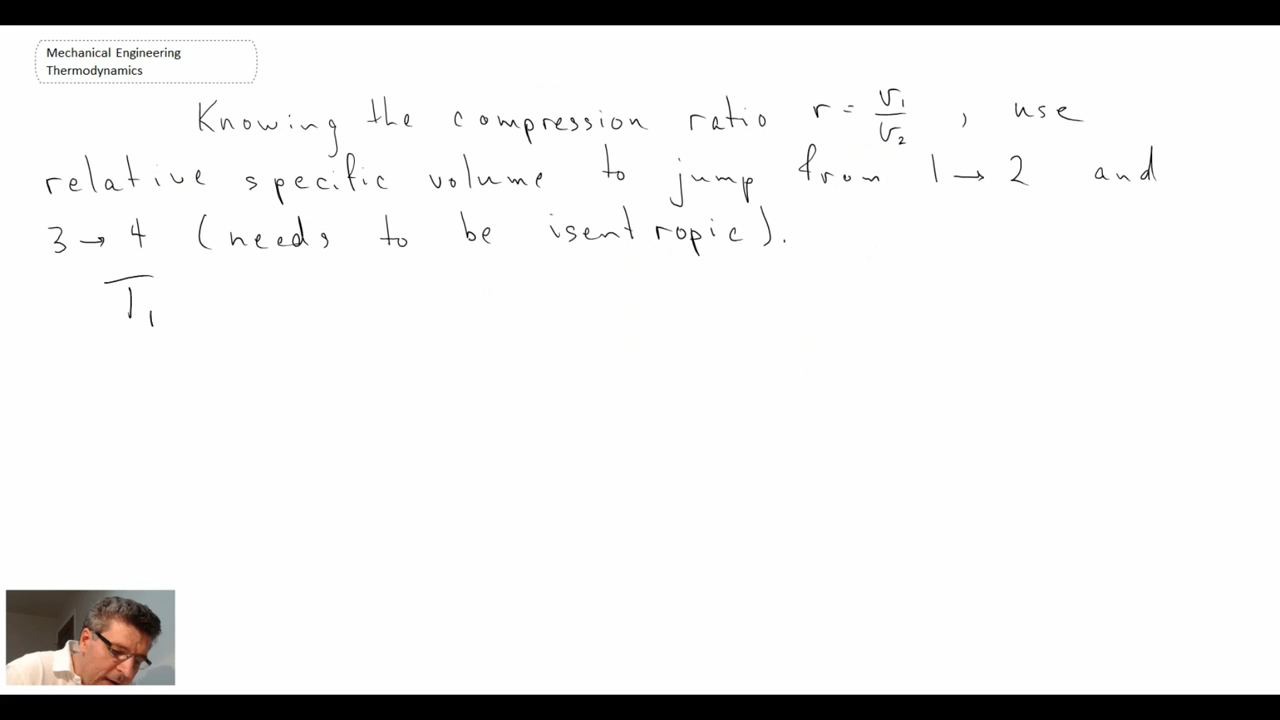 Mechanical Engineering
Thermodynamics
Knowing the compression ratio r = v₁/v₂ , use
relative specific volume to jump from 1 → 2 and
3 → 4 (needs to be isentropic).
T₁